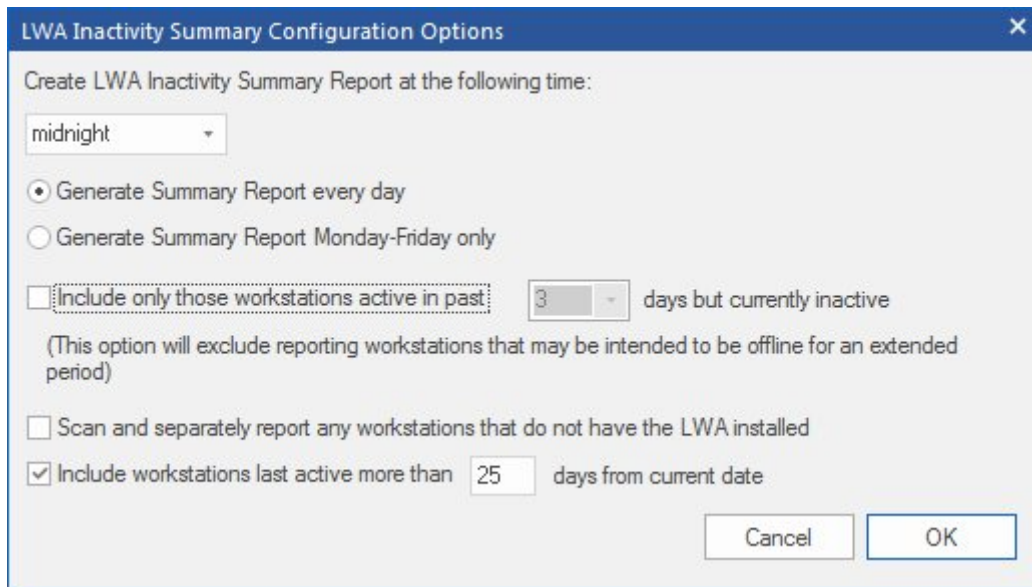 LWA Inactivity Summary Configuration Options
Create LWA Inactivity Summary Report at the following time:
midnight
Generate Summary Report every day
Generate Summary Report Monday-Friday only
Include only those workstations active in past 3 days but currently inactive
(This option will exclude reporting workstations that may be intended to be offline for an extended
period)
Scan and separately report any workstations that do not have the LWA installed
Include workstations last active more than 25 days from current date
Cancel OK